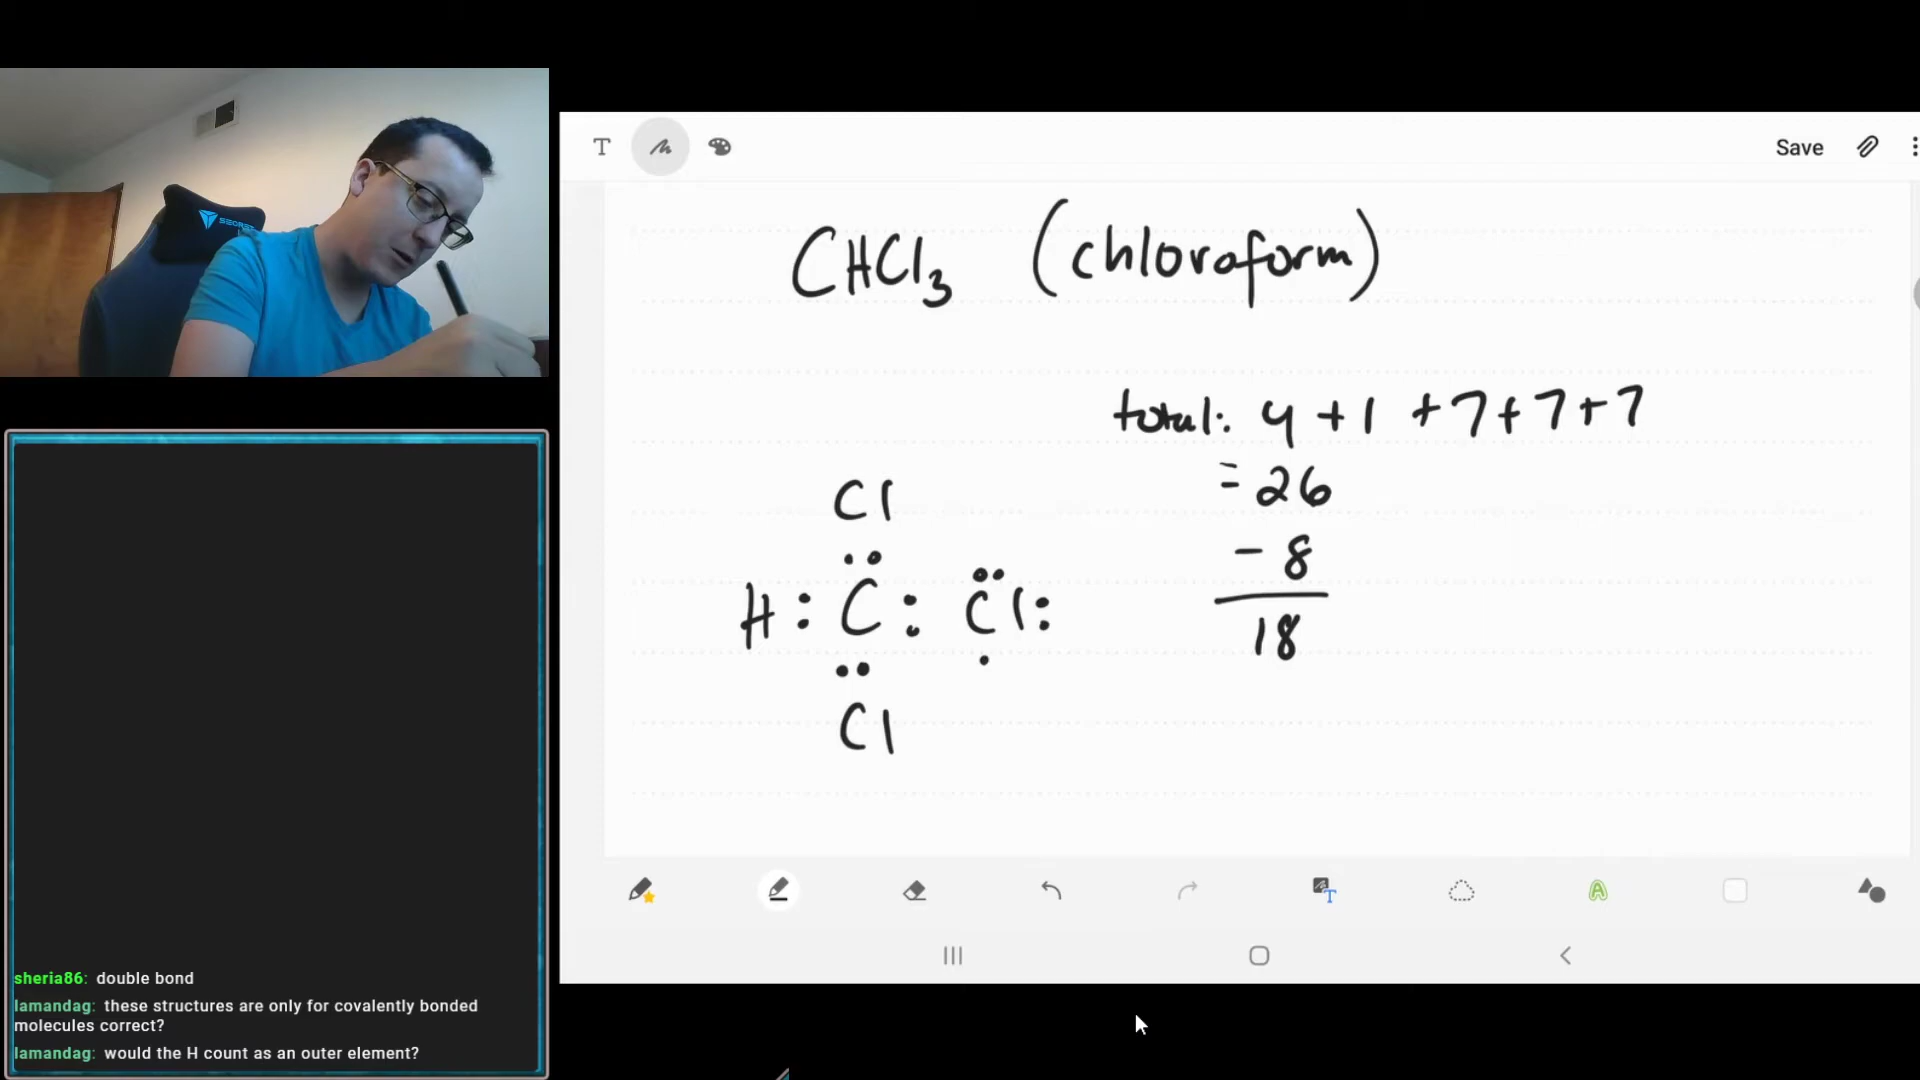 SECRET
T
Save
CHCl3 (chloroform)
total: 4 + 1 + 7 + 7 + 7
= 26
- 8
18
Cl
H : C : Cl:
Cl
T
A
sheria86: double bond
lamandag: these structures are only for covalently bonded
molecules correct?
lamandag: would the H count as an outer element?